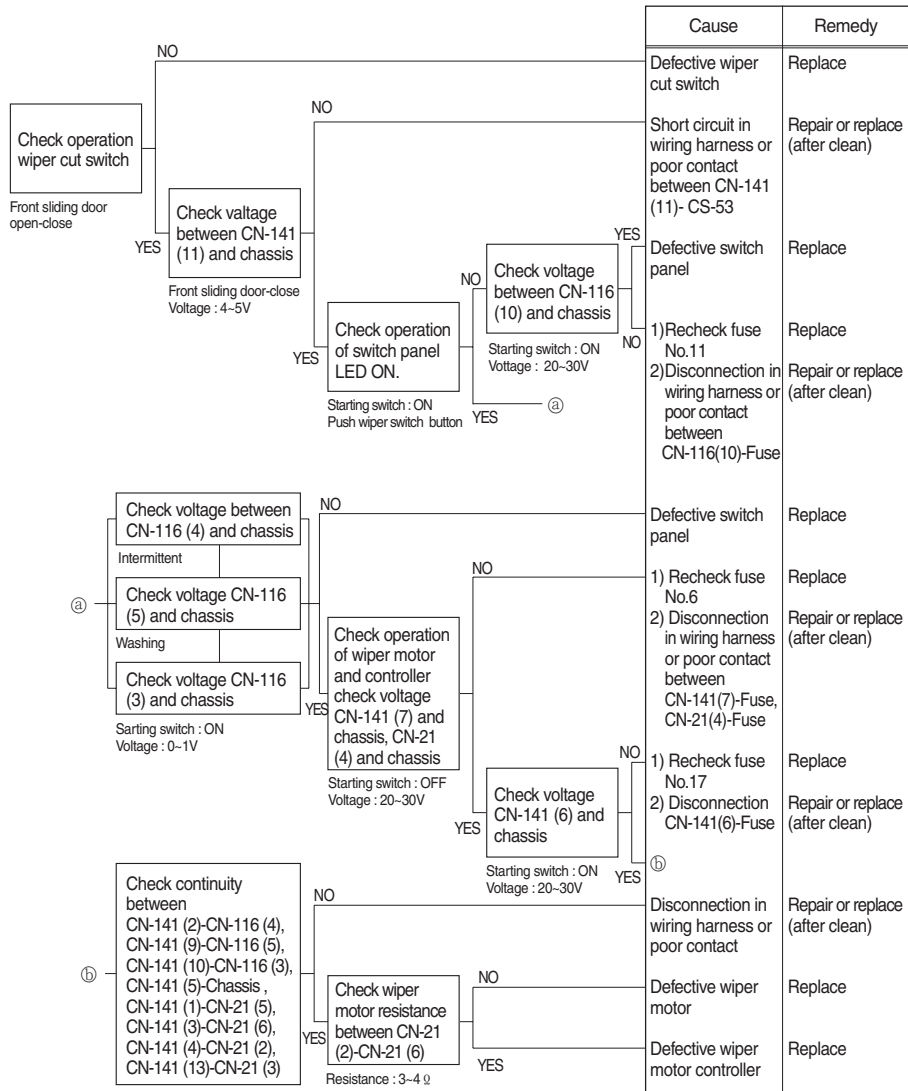 Cause
Remedy
NO
Defective wiper
cut switch
Replace
Check operation
wiper cut switch
Front sliding door
open-close
NO
Short circuit in
wiring harness or
poor contact
between CN-141
(11)- CS-53
Repair or replace
(after clean)
YES
Check valtage
between CN-141
(11) and chassis
Front sliding door-close
Voltage : 4~5V
YES
Check operation
of switch panel
LED ON.
Starting switch : ON
Push wiper switch button
NO
Check voltage
between CN-116
(10) and chassis
Starting switch : ON
Vottage : 20~30V
YES
Defective switch
panel
Replace
NO
1)Recheck fuse
No.11
Replace
2)Disconnection in
wiring harness or
poor contact
between
CN-116(10)-Fuse
Repair or replace
(after clean)
YES
ⓐ
ⓐ
Check voltage between
CN-116 (4) and chassis
Intermittent
Check voltage CN-116
(5) and chassis
Washing
Check voltage CN-116
(3) and chassis
Sarting switch : ON
Voltage : 0~1V
NO
Defective switch
panel
Replace
YES
Check operation
of wiper motor
and controller
check voltage
CN-141 (7) and
chassis, CN-21
(4) and chassis
Starting switch : OFF
Voltage : 20~30V
NO
1) Recheck fuse
No.6
Replace
2) Disconnection
in wiring harness
or poor contact
between
CN-141(7)-Fuse,
CN-21(4)-Fuse
Repair or replace
(after clean)
YES
Check voltage
CN-141 (6) and
chassis
Starting switch : ON
Voltage : 20~30V
NO
1) Recheck fuse
No.17
Replace
2) Disconnection
CN-141(6)-Fuse
Repair or replace
(after clean)
YES
ⓑ
ⓑ
Check continuity
between
CN-141 (2)-CN-116 (4),
CN-141 (9)-CN-116 (5),
CN-141 (10)-CN-116 (3),
CN-141 (5)-Chassis ,
CN-141 (1)-CN-21 (5),
CN-141 (3)-CN-21 (6),
CN-141 (4)-CN-21 (2),
CN-141 (13)-CN-21 (3)
NO
Disconnection in
wiring harness or
poor contact
Repair or replace
(after clean)
YES
Check wiper
motor resistance
between CN-21
(2)-CN-21 (6)
Resistance : 3~4 Ω
NO
Defective wiper
motor
Replace
YES
Defective wiper
motor controller
Replace